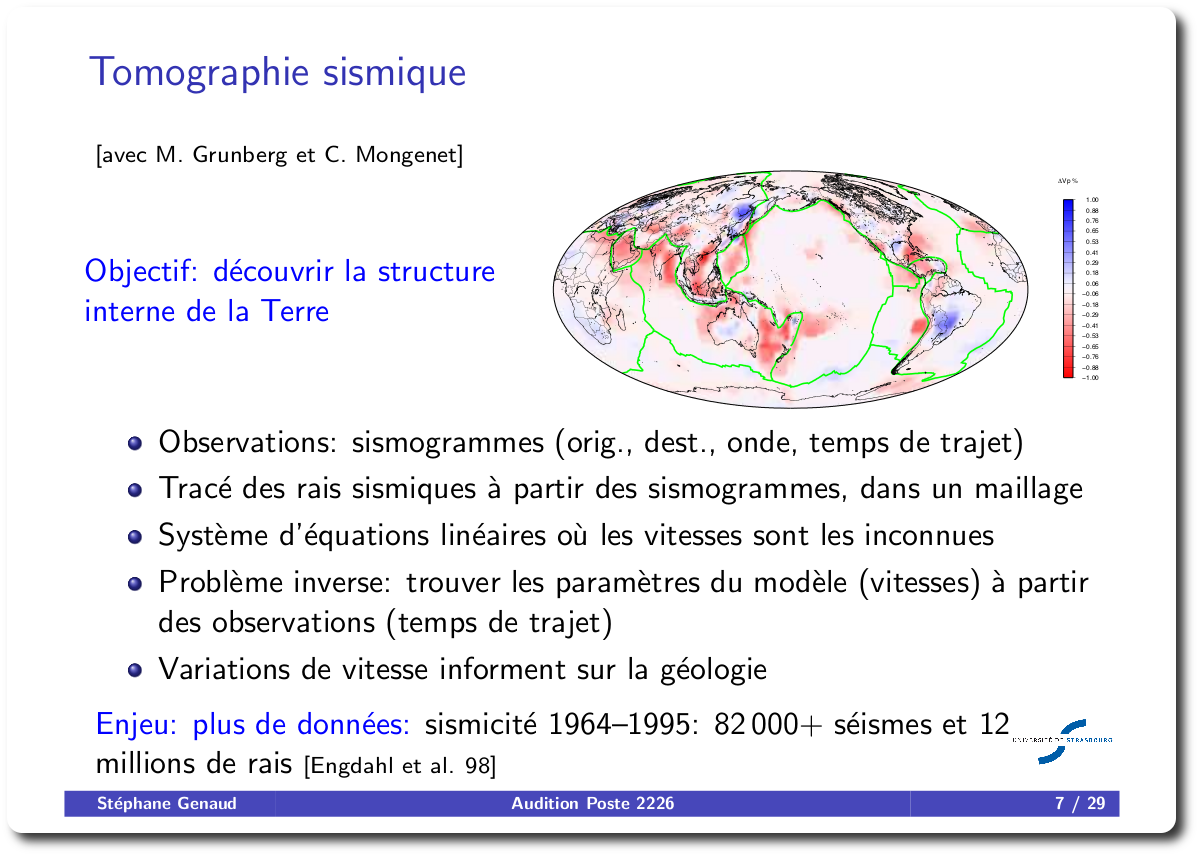 Tomographie sismique
[avec M. Grunberg et C. Mongenet]
Objectif: découvrir la structure
interne de la Terre
ΔVp %
1.00
0.88
0.76
0.65
0.53
0.41
0.29
0.18
0.06
−0.06
−0.18
−0.29
−0.41
−0.53
−0.65
−0.76
−0.88
−1.00
Observations: sismogrammes (orig., dest., onde, temps de trajet)
Tracé des rais sismiques à partir des sismogrammes, dans un maillage
Système d'équations linéaires où les vitesses sont les inconnues
Problème inverse: trouver les paramètres du modèle (vitesses) à partir
des observations (temps de trajet)
Variations de vitesse informent sur la géologie
Enjeu: plus de données: sismicité 1964–1995: 82 000+ séismes et 12
millions de rais [Engdahl et al. 98]
UNIVERSITÉ DE STRASBOURG
Stéphane Genaud Audition Poste 2226 7 / 29